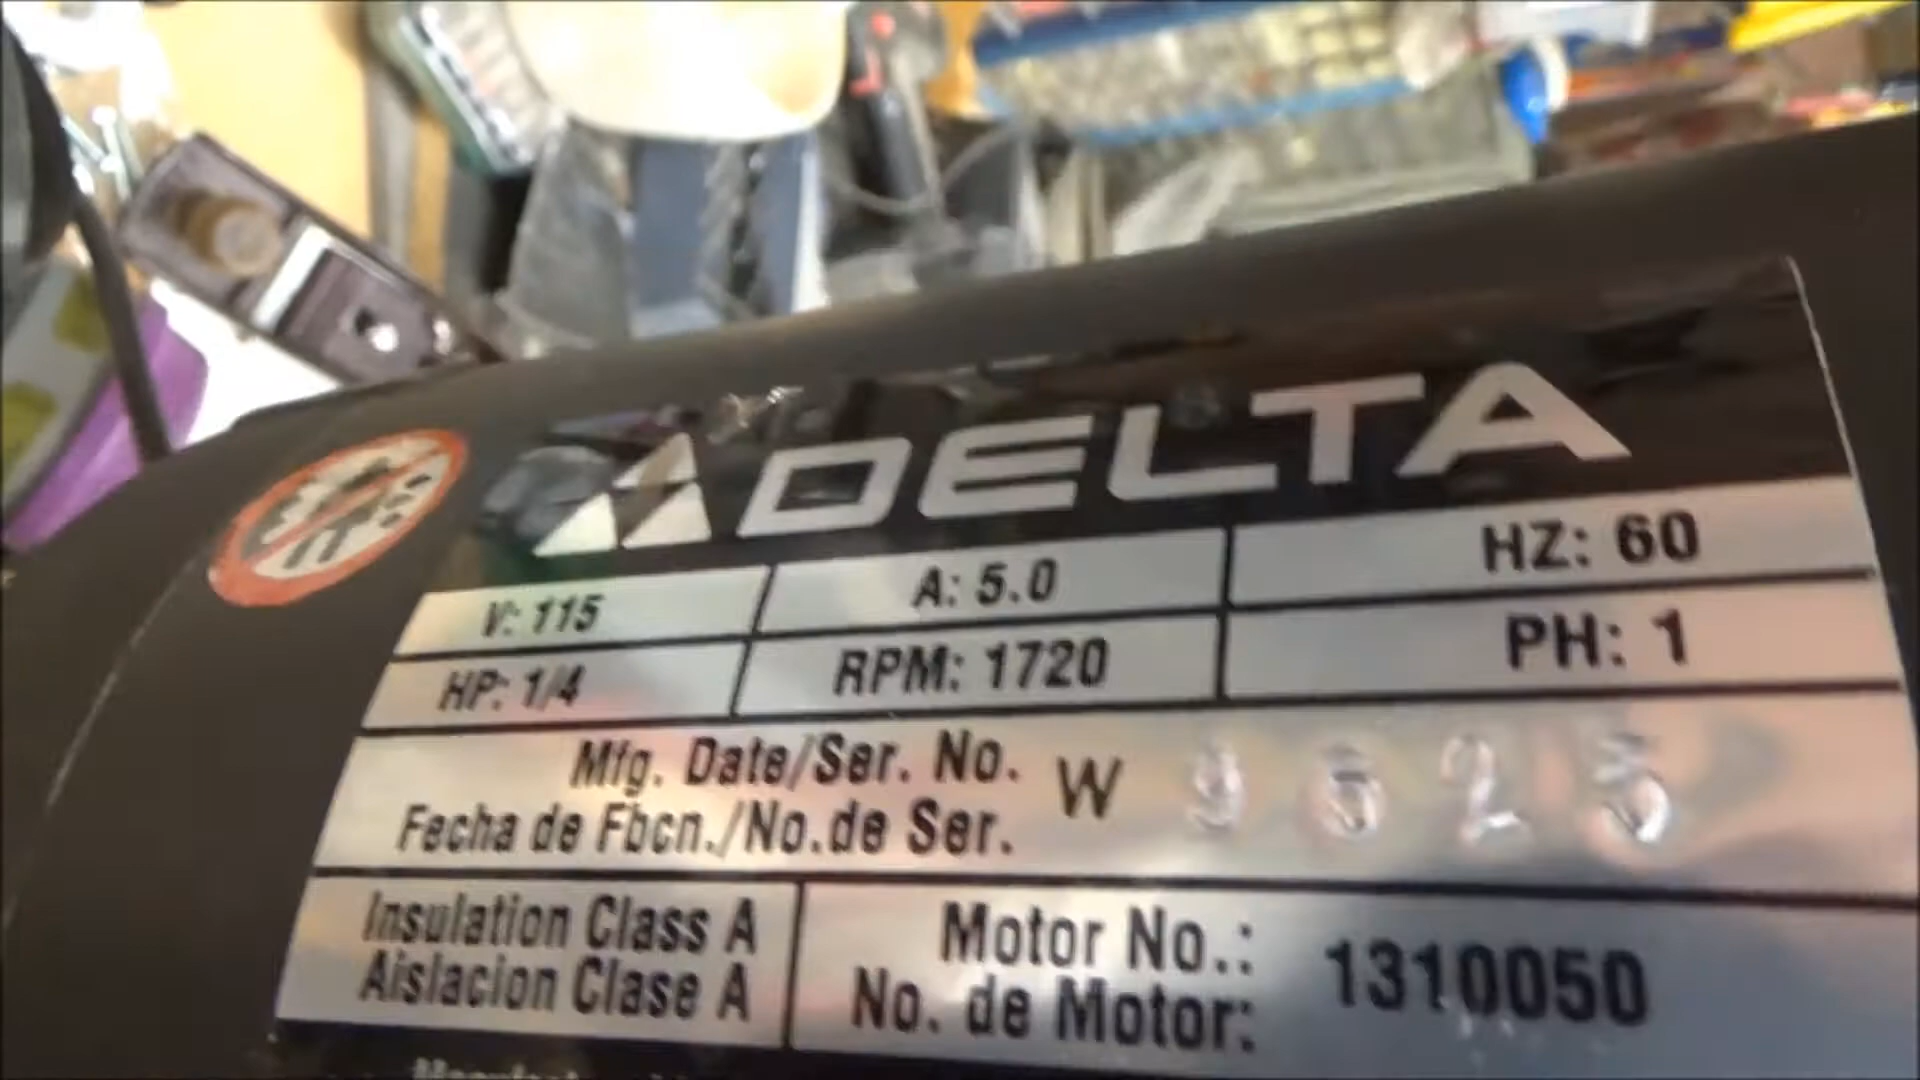 DELTA
V: 115
A: 5.0
HZ: 60
HP: 1/4
RPM: 1720
PH: 1
Mfg. Date/Ser. No. W
Fecha de Fbcn./No.de Ser.
Insulation Class A
Aislacion Clase A
Motor No.:
No. de Motor:
1310050